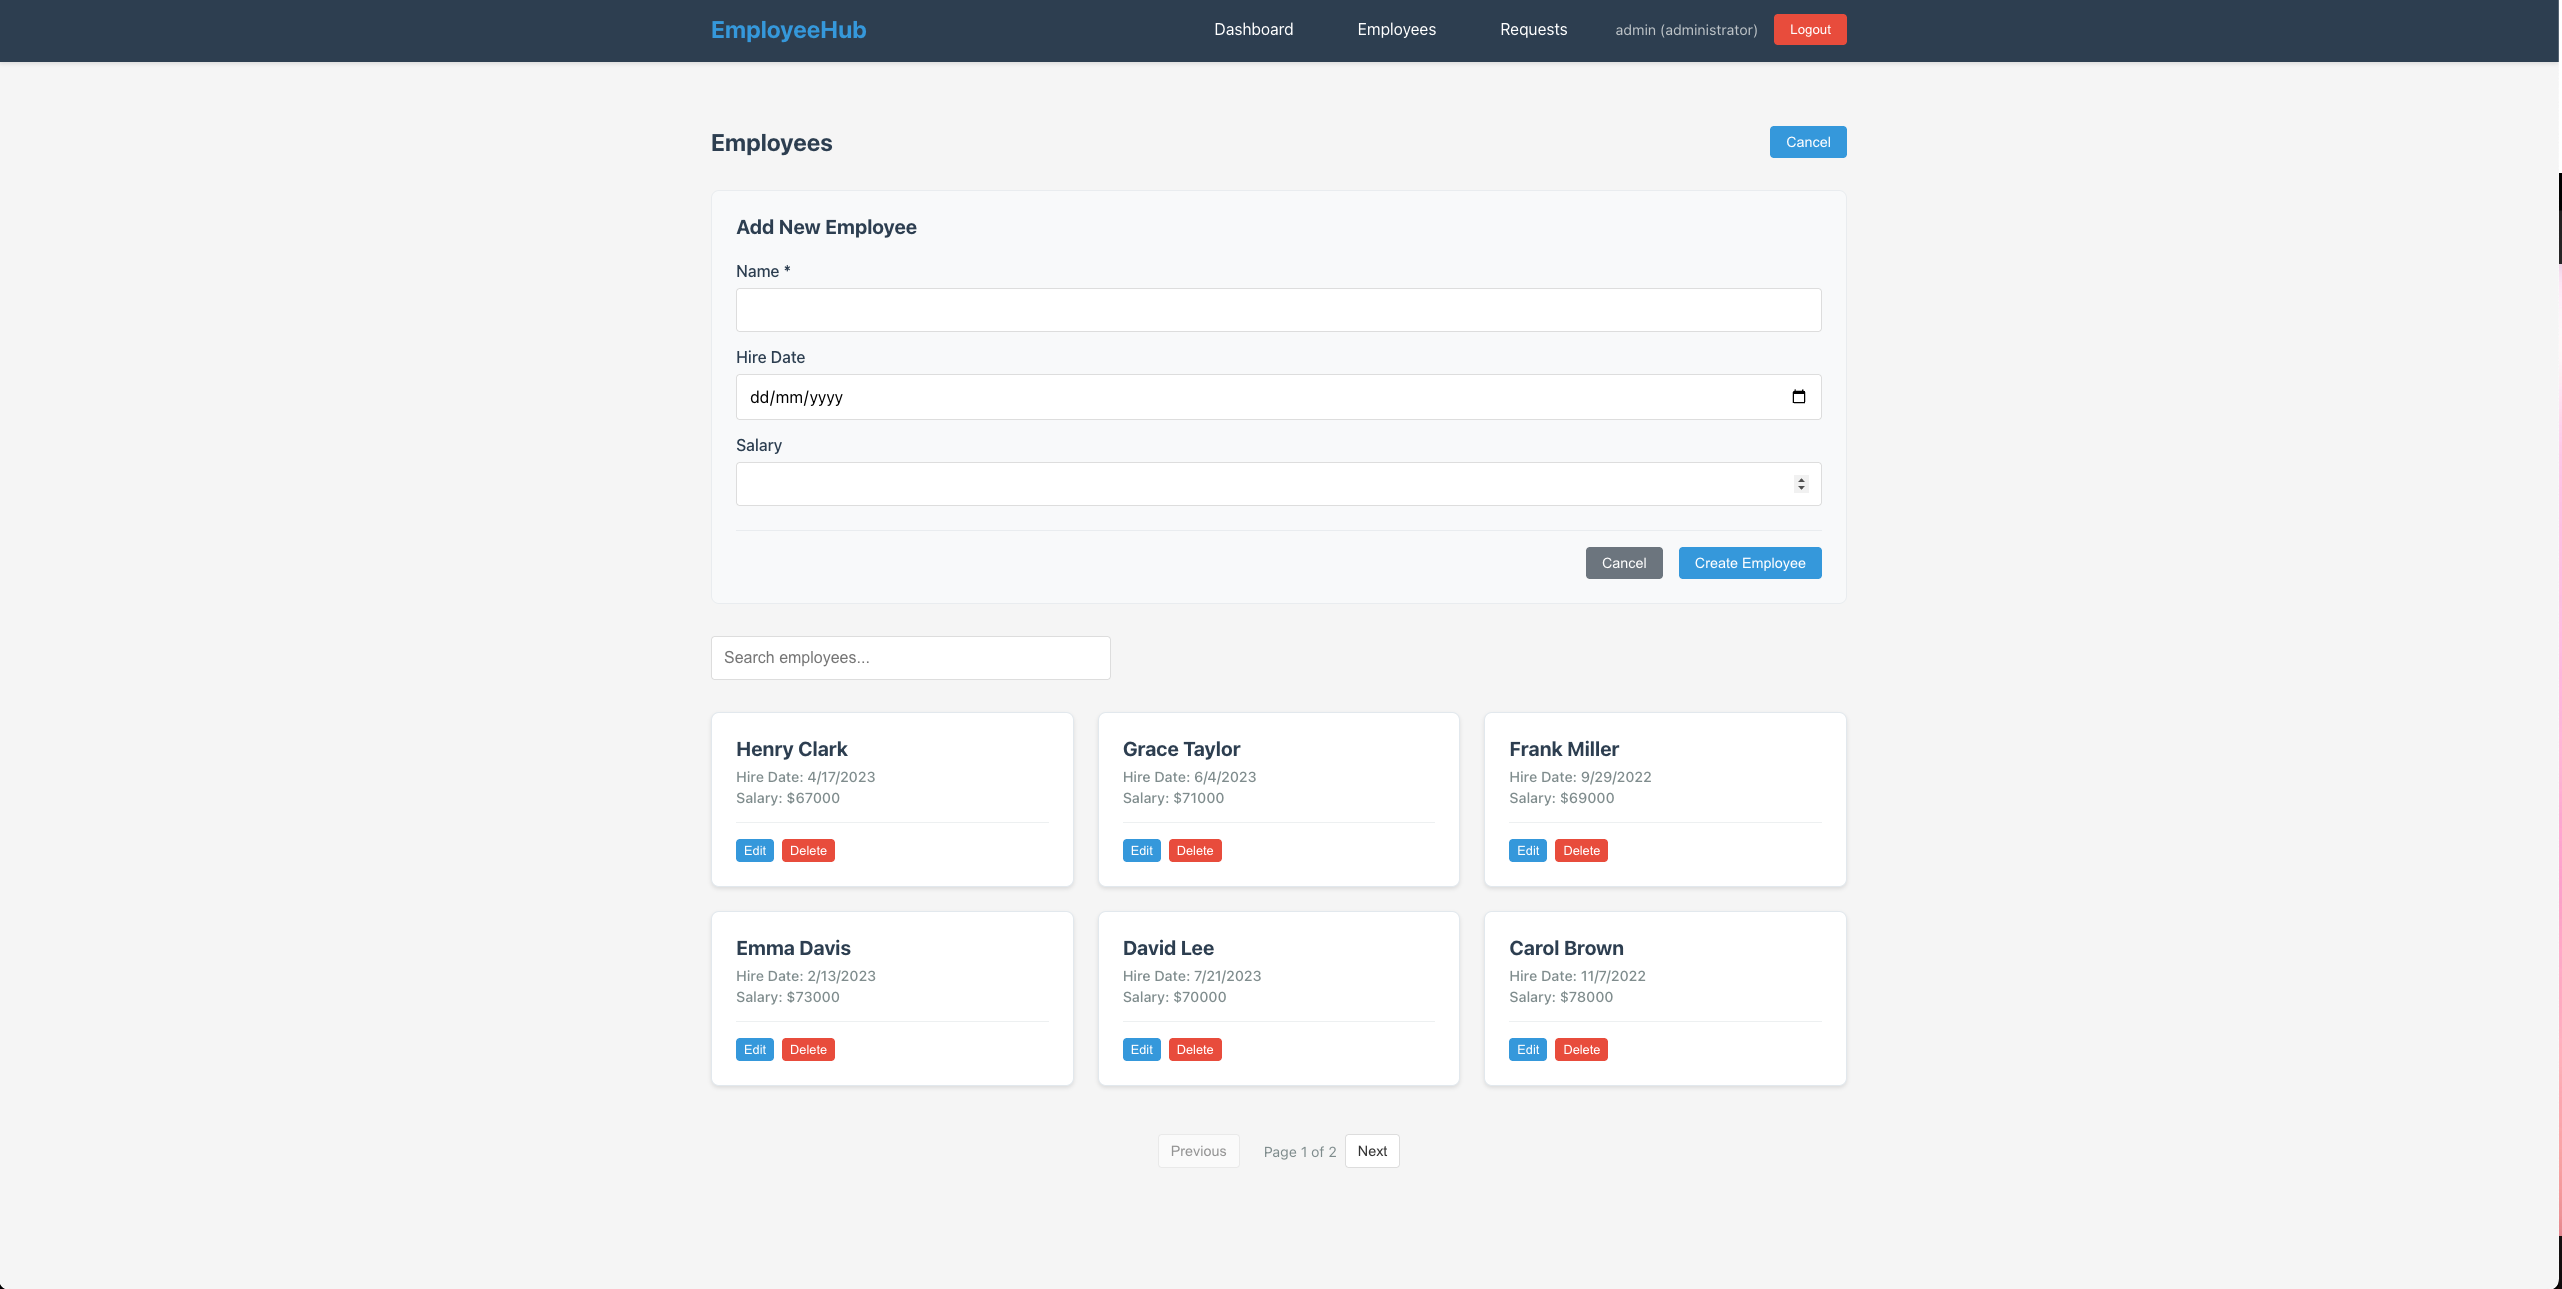 EmployeeHub Dashboard Employees Requests admin (administrator) Logout
Employees Cancel
Add New Employee
Name *
Hire Date
dd/mm/yyyy
Salary
Cancel Create Employee
Search employees...
Henry Clark
Hire Date: 4/17/2023
Salary: $67000
Edit Delete
Grace Taylor
Hire Date: 6/4/2023
Salary: $71000
Edit Delete
Frank Miller
Hire Date: 9/29/2022
Salary: $69000
Edit Delete
Emma Davis
Hire Date: 2/13/2023
Salary: $73000
Edit Delete
David Lee
Hire Date: 7/21/2023
Salary: $70000
Edit Delete
Carol Brown
Hire Date: 11/7/2022
Salary: $78000
Edit Delete
Previous Page 1 of 2 Next